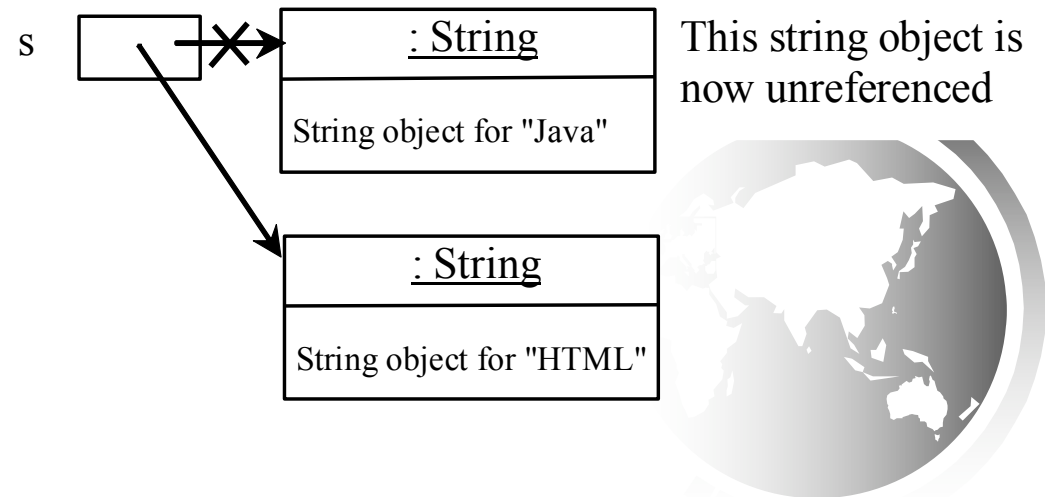 s
: String
String object for "Java"
This string object is
now unreferenced
: String
String object for "HTML"